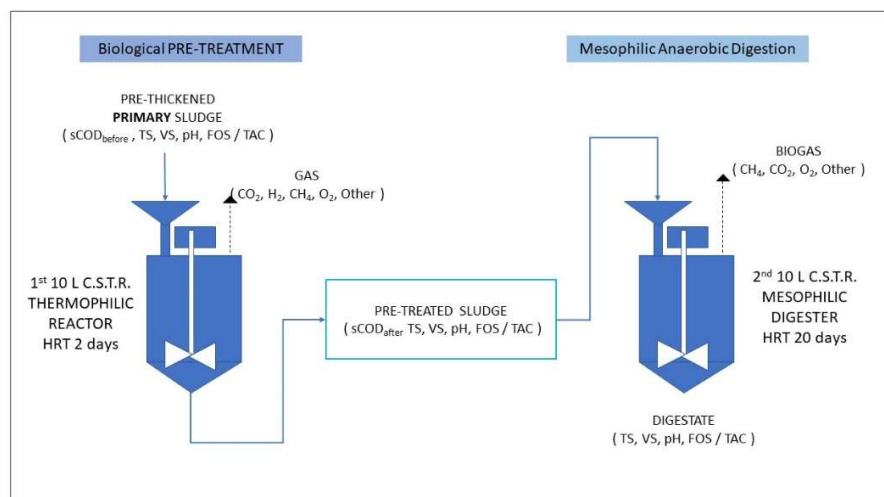 Biological PRE-TREATMENT
Mesophilic Anaerobic Digestion
PRE-THICKENED
PRIMARY SLUDGE
( sCODbefore , TS, VS, pH, FOS / TAC )
GAS
(CO2, H2, CH4, O2, Other )
1st 10 L C.S.T.R.
THERMOPHILIC
REACTOR
HRT 2 days
PRE-TREATED SLUDGE
( sCODafter TS, VS, pH, FOS / TAC )
BIOGAS
( CH4, CO2, O2, Other )
2nd 10 L C.S.T.R.
MESOPHILIC
DIGESTER
HRT 20 days
DIGESTATE
( TS, VS, pH, FOS / TAC )